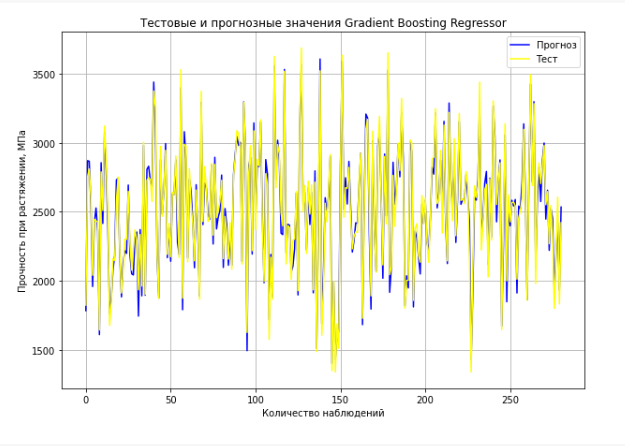 Тестовые и прогнозные значения Gradient Boosting Regressor
Прогноз
Тест
Прочность при растяжении, МПа
3500
3000
2500
2000
1500
0
50
100
150
200
250
Количество наблюдений